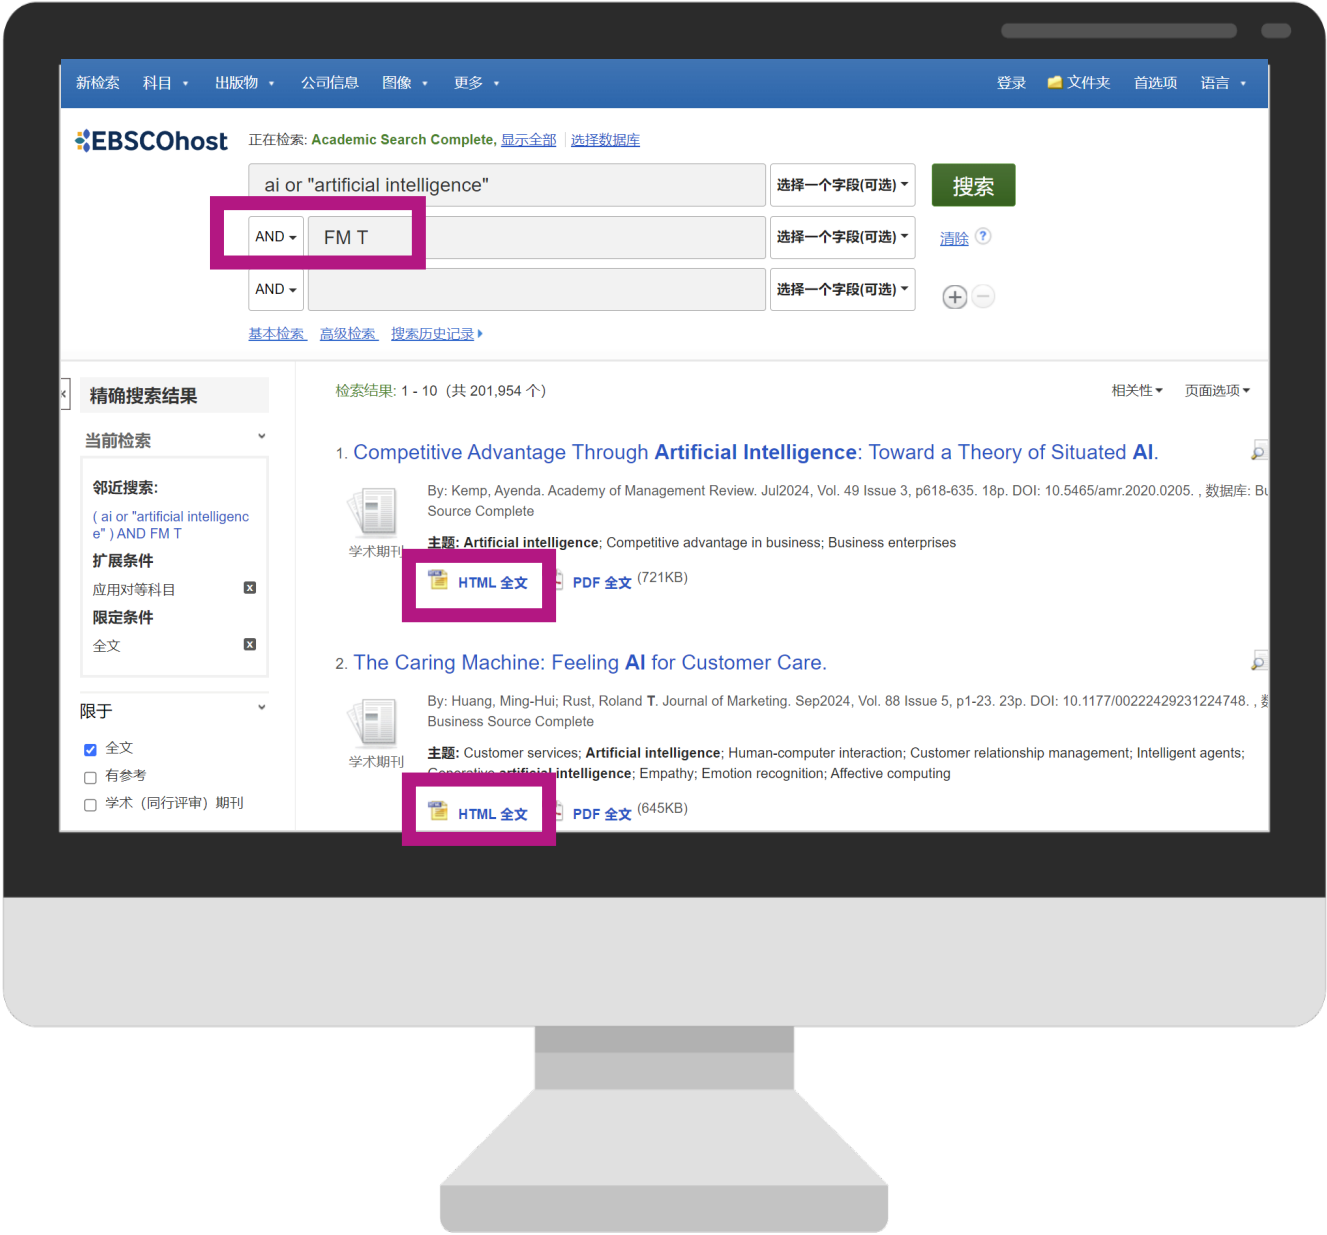 新检索 科目 出版物 公司信息 图像 更多 登录 文件夹 首选项 语言
EBSCOhost 正在检索: Academic Search Complete, 显示全部 选择数据库
ai or "artificial intelligence" 选择一个字段(可选) 搜索
AND FM T 选择一个字段(可选) 清除 ?
AND 选择一个字段(可选)
基本检索 高级检索 搜索历史记录
精确搜索结果
当前检索
邻近搜索:
( ai or "artificial intelligenc
e" ) AND FM T
扩展条件
应用对等科目
限定条件
全文
限于
全文
有参考
学术（同行评审）期刊
检索结果: 1 - 10（共 201,954 个） 相关性 页面选项
1. Competitive Advantage Through Artificial Intelligence: Toward a Theory of Situated AI.
By: Kemp, Ayenda. Academy of Management Review. Jul2024, Vol. 49 Issue 3, p618-635. 18p. DOI: 10.5465/amr.2020.0205. , 数据库: Bu
Source Complete
学术期刊
主题: Artificial intelligence; Competitive advantage in business; Business enterprises
HTML 全文 PDF 全文 (721KB)
2. The Caring Machine: Feeling AI for Customer Care.
By: Huang, Ming-Hui; Rust, Roland T. Journal of Marketing. Sep2024, Vol. 88 Issue 5, p1-23. 23p. DOI: 10.1177/00222429231224748. , 数
Business Source Complete
学术期刊
主题: Customer services; Artificial intelligence; Human-computer interaction; Customer relationship management; Intelligent agents;
Generative artificial intelligence; Empathy; Emotion recognition; Affective computing
HTML 全文 PDF 全文 (645KB)